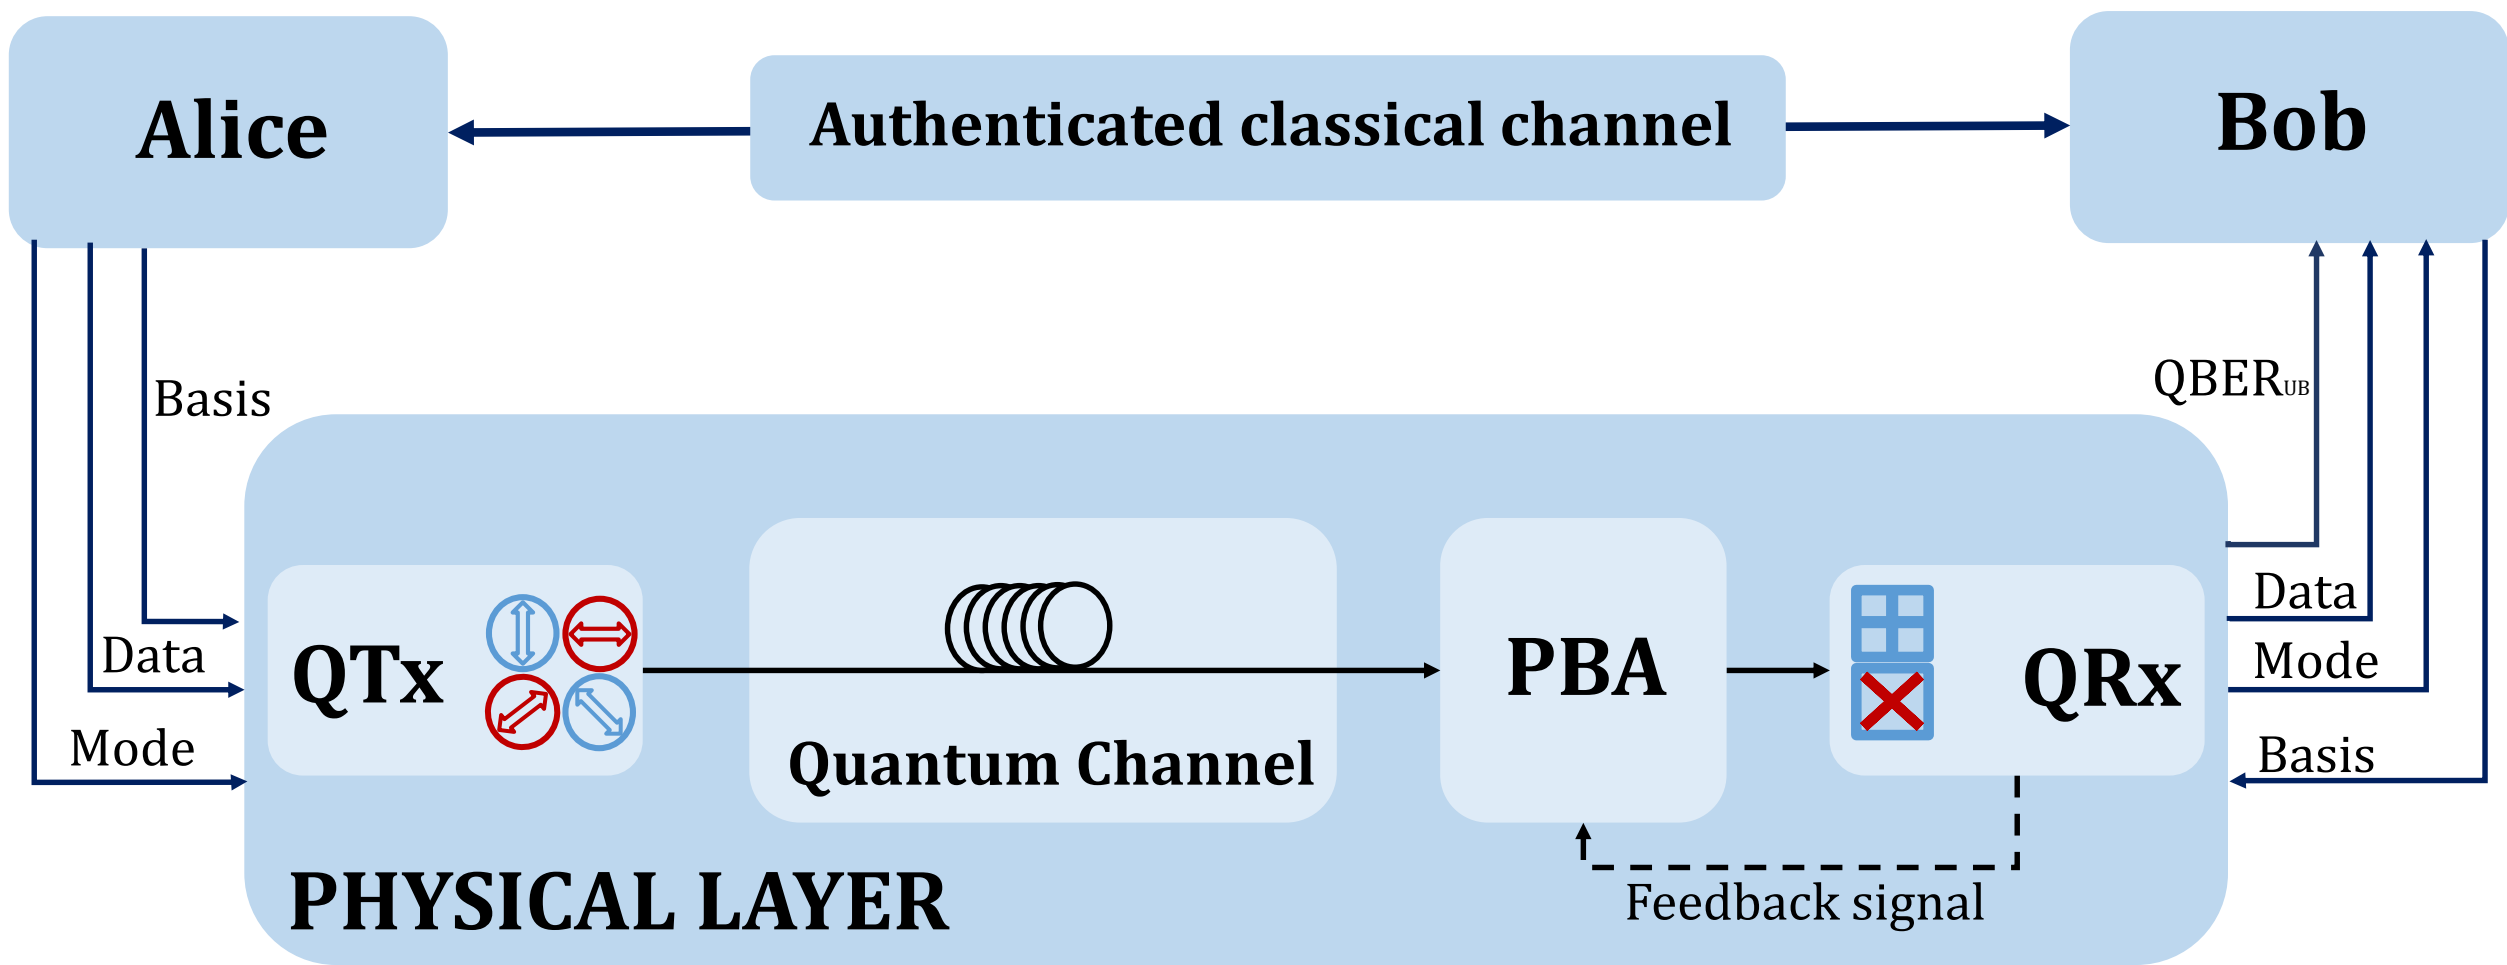 Alice
Authenticated classical channel
Bob
Basis
QBER_UB
Data
Data
Mode
Mode
Basis
QTx
Quantum Channel
PBA
QRx
PHYSICAL LAYER
Feedback signal